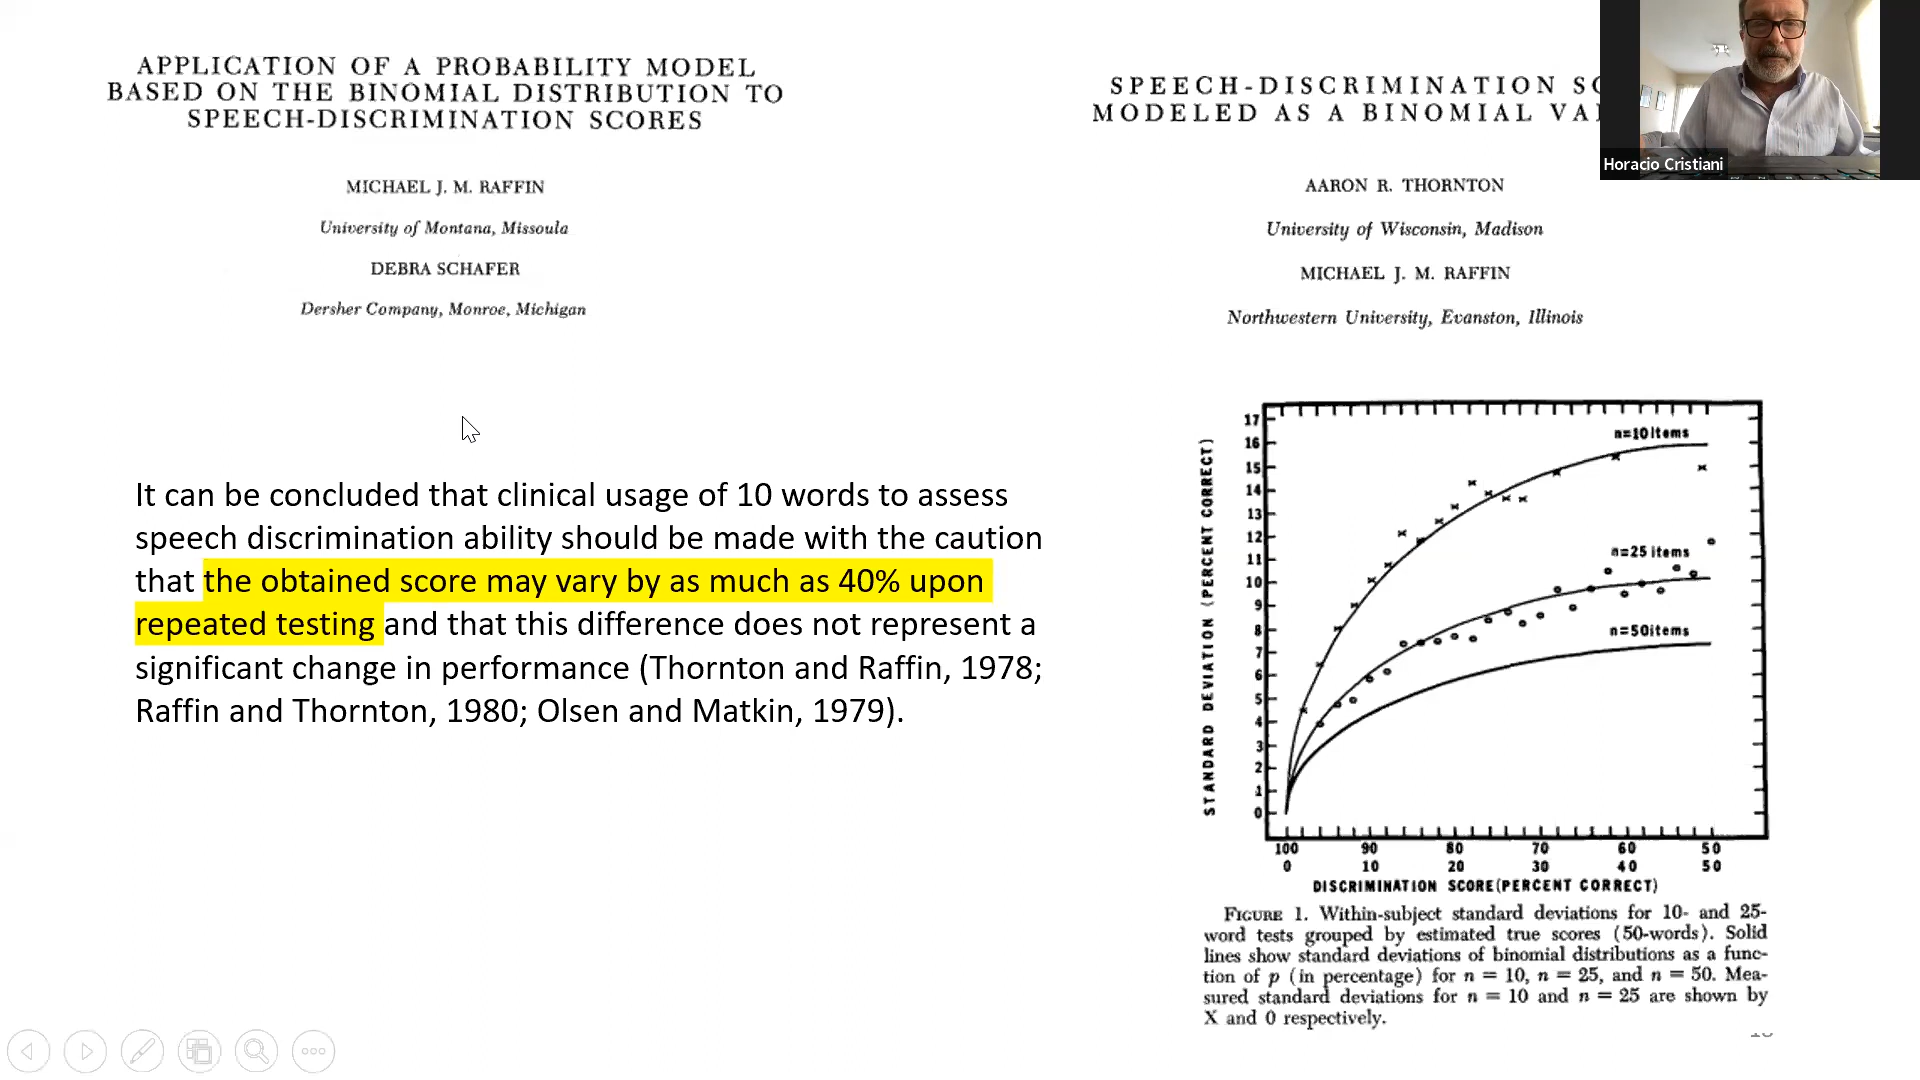 APPLICATION OF A PROBABILITY MODEL
BASED ON THE BINOMIAL DISTRIBUTION TO
SPEECH-DISCRIMINATION SCORES
MICHAEL J. M. RAFFIN
University of Montana, Missoula
DEBRA SCHAFER
Dersher Company, Monroe, Michigan
It can be concluded that clinical usage of 10 words to assess
speech discrimination ability should be made with the caution
that the obtained score may vary by as much as 40% upon
repeated testing and that this difference does not represent a
significant change in performance (Thornton and Raffin, 1978;
Raffin and Thornton, 1980; Olsen and Matkin, 1979).
SPEECH-DISCRIMINATION
MODELED AS A BINOMIAL
AARON R. THORNTON
University of Wisconsin, Madison
MICHAEL J. M. RAFFIN
Northwestern University, Evanston, Illinois
Horacio Cristiani
STANDARD DEVIATION (PERCENT CORRECT)
17
16
15
14
13
12
11
10
9
8
7
6
5
4
3
2
1
0
n=10 Items
n=25 items
n=50items
100 90 80 70 60 50
0 10 20 30 40 50
DISCRIMINATION SCORE(PERCENT CORRECT)
FIGURE 1. Within-subject standard deviations for 10- and 25-
word tests grouped by estimated true scores (50-words). Solid
lines show standard deviations of binomial distributions as a func-
tion of p (in percentage) for n = 10, n = 25, and n = 50. Mea-
sured standard deviations for n = 10 and n = 25 are shown by
X and 0 respectively.